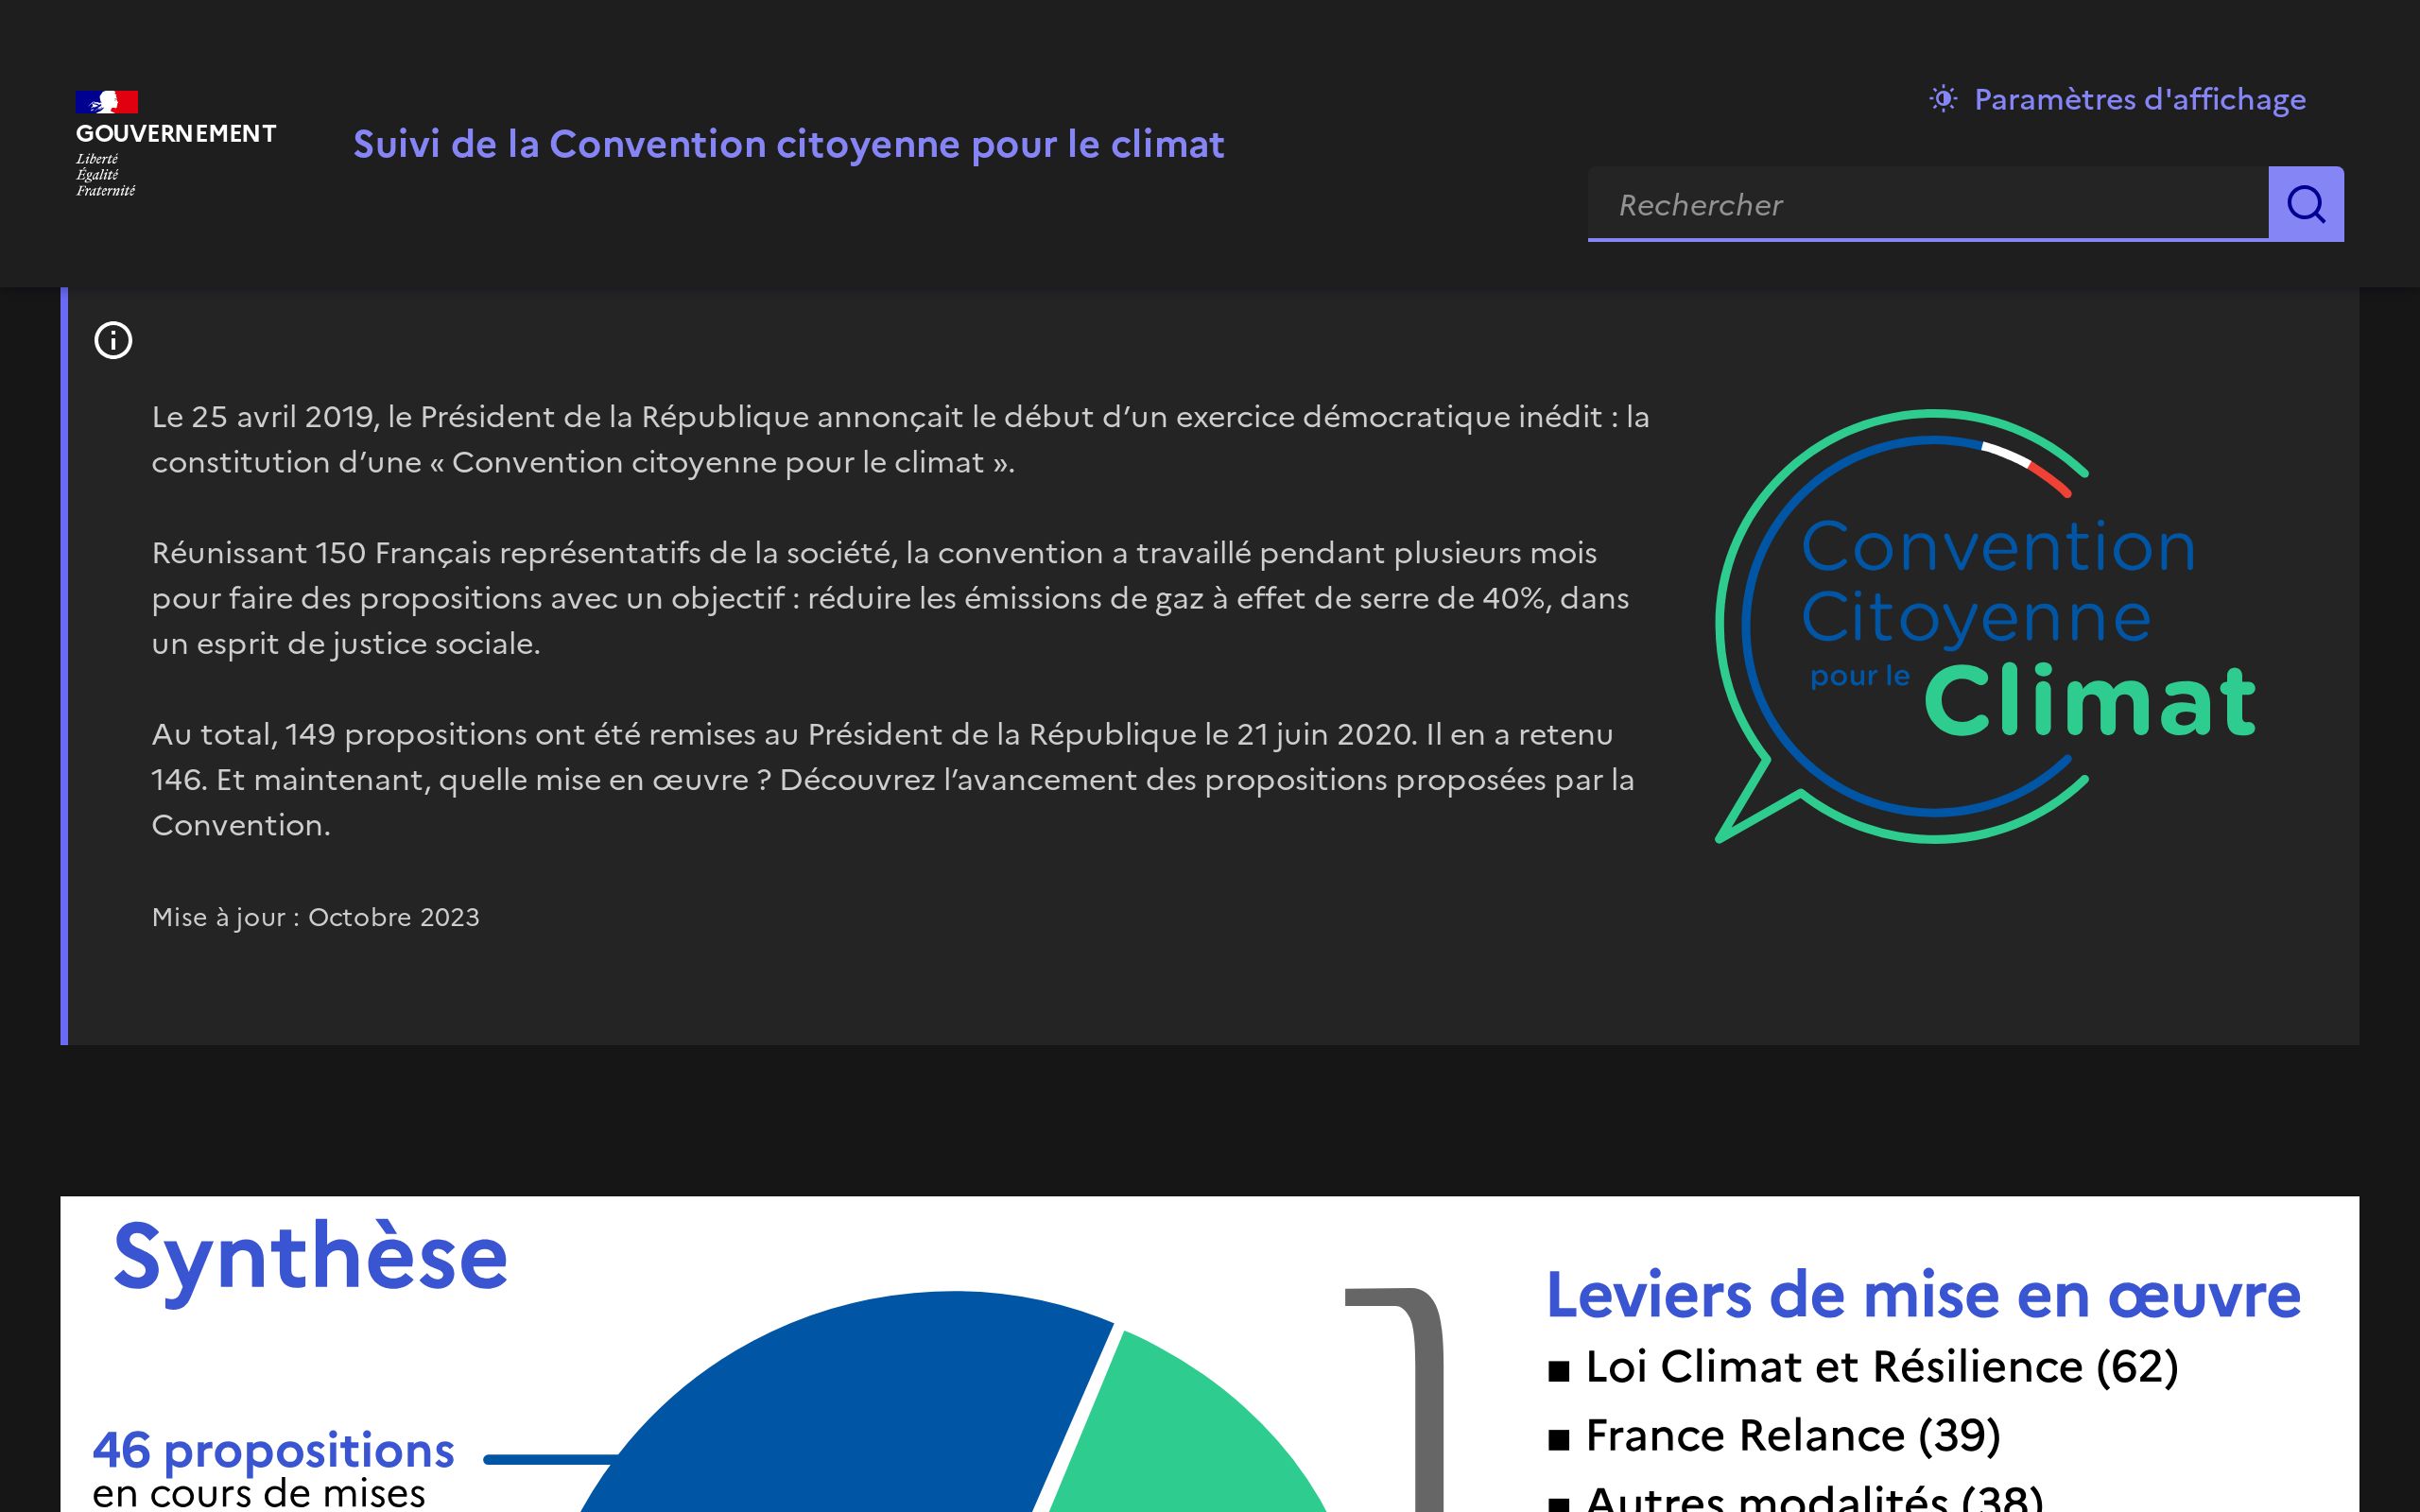 GOUVERNEMENT
Liberté
Égalité
Fraternité
Suivi de la Convention citoyenne pour le climat
Paramètres d'affichage
Rechercher
Le 25 avril 2019, le Président de la République annonçait le début d’un exercice démocratique inédit : la
constitution d’une « Convention citoyenne pour le climat ».
Réunissant 150 Français représentatifs de la société, la convention a travaillé pendant plusieurs mois
pour faire des propositions avec un objectif : réduire les émissions de gaz à effet de serre de 40%, dans
un esprit de justice sociale.
Au total, 149 propositions ont été remises au Président de la République le 21 juin 2020. Il en a retenu
146. Et maintenant, quelle mise en œuvre ? Découvrez l’avancement des propositions proposées par la
Convention.
Mise à jour : Octobre 2023
Convention
Citoyenne
pour le Climat
Synthèse
46 propositions
en cours de mises
Leviers de mise en œuvre
▪ Loi Climat et Résilience (62)
▪ France Relance (39)
▪ Autres modalités (38)